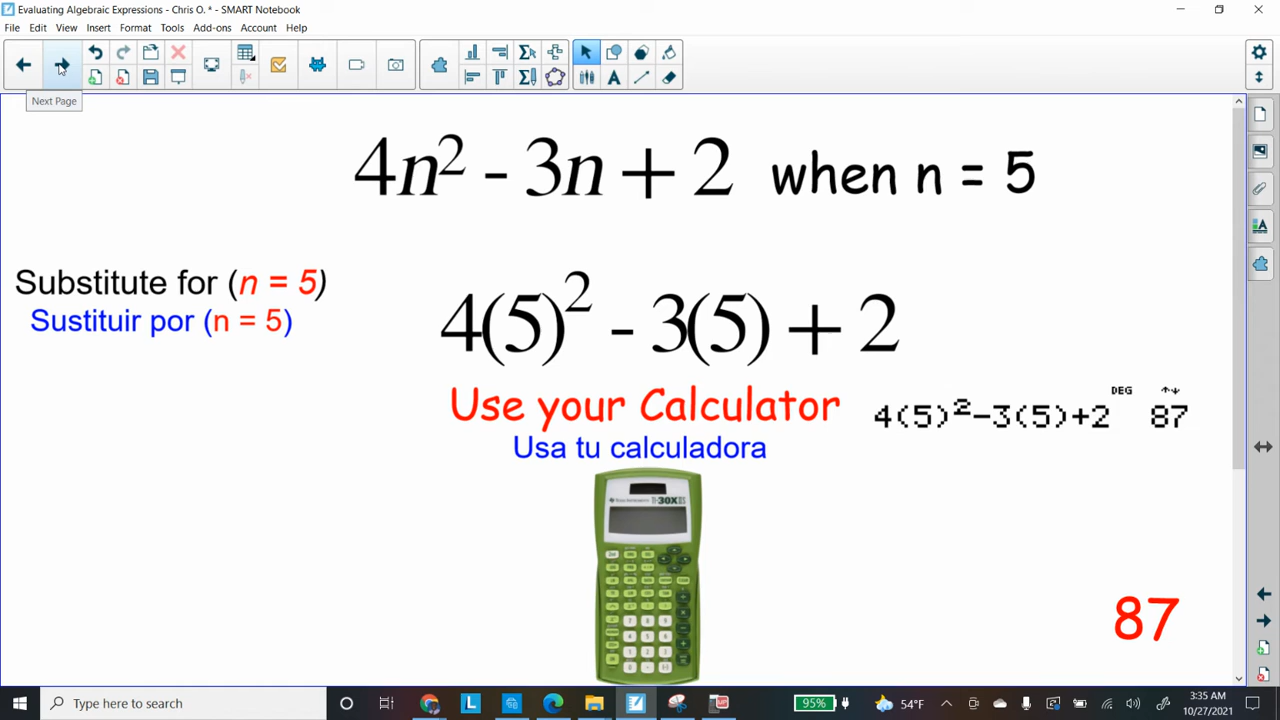 Evaluating Algebraic Expressions - Chris O. * - SMART Notebook
File Edit View Insert Format Tools Add-ons Account Help
Next Page
4n² - 3n + 2 when n = 5
Substitute for (n = 5)
Sustituir por (n = 5)
4(5)² - 3(5) + 2
Use your Calculator
Usa tu calculadora
DEG
4(5)²-3(5)+2 87
87
Type here to search
95%
54°F
3:35 AM
10/27/2021